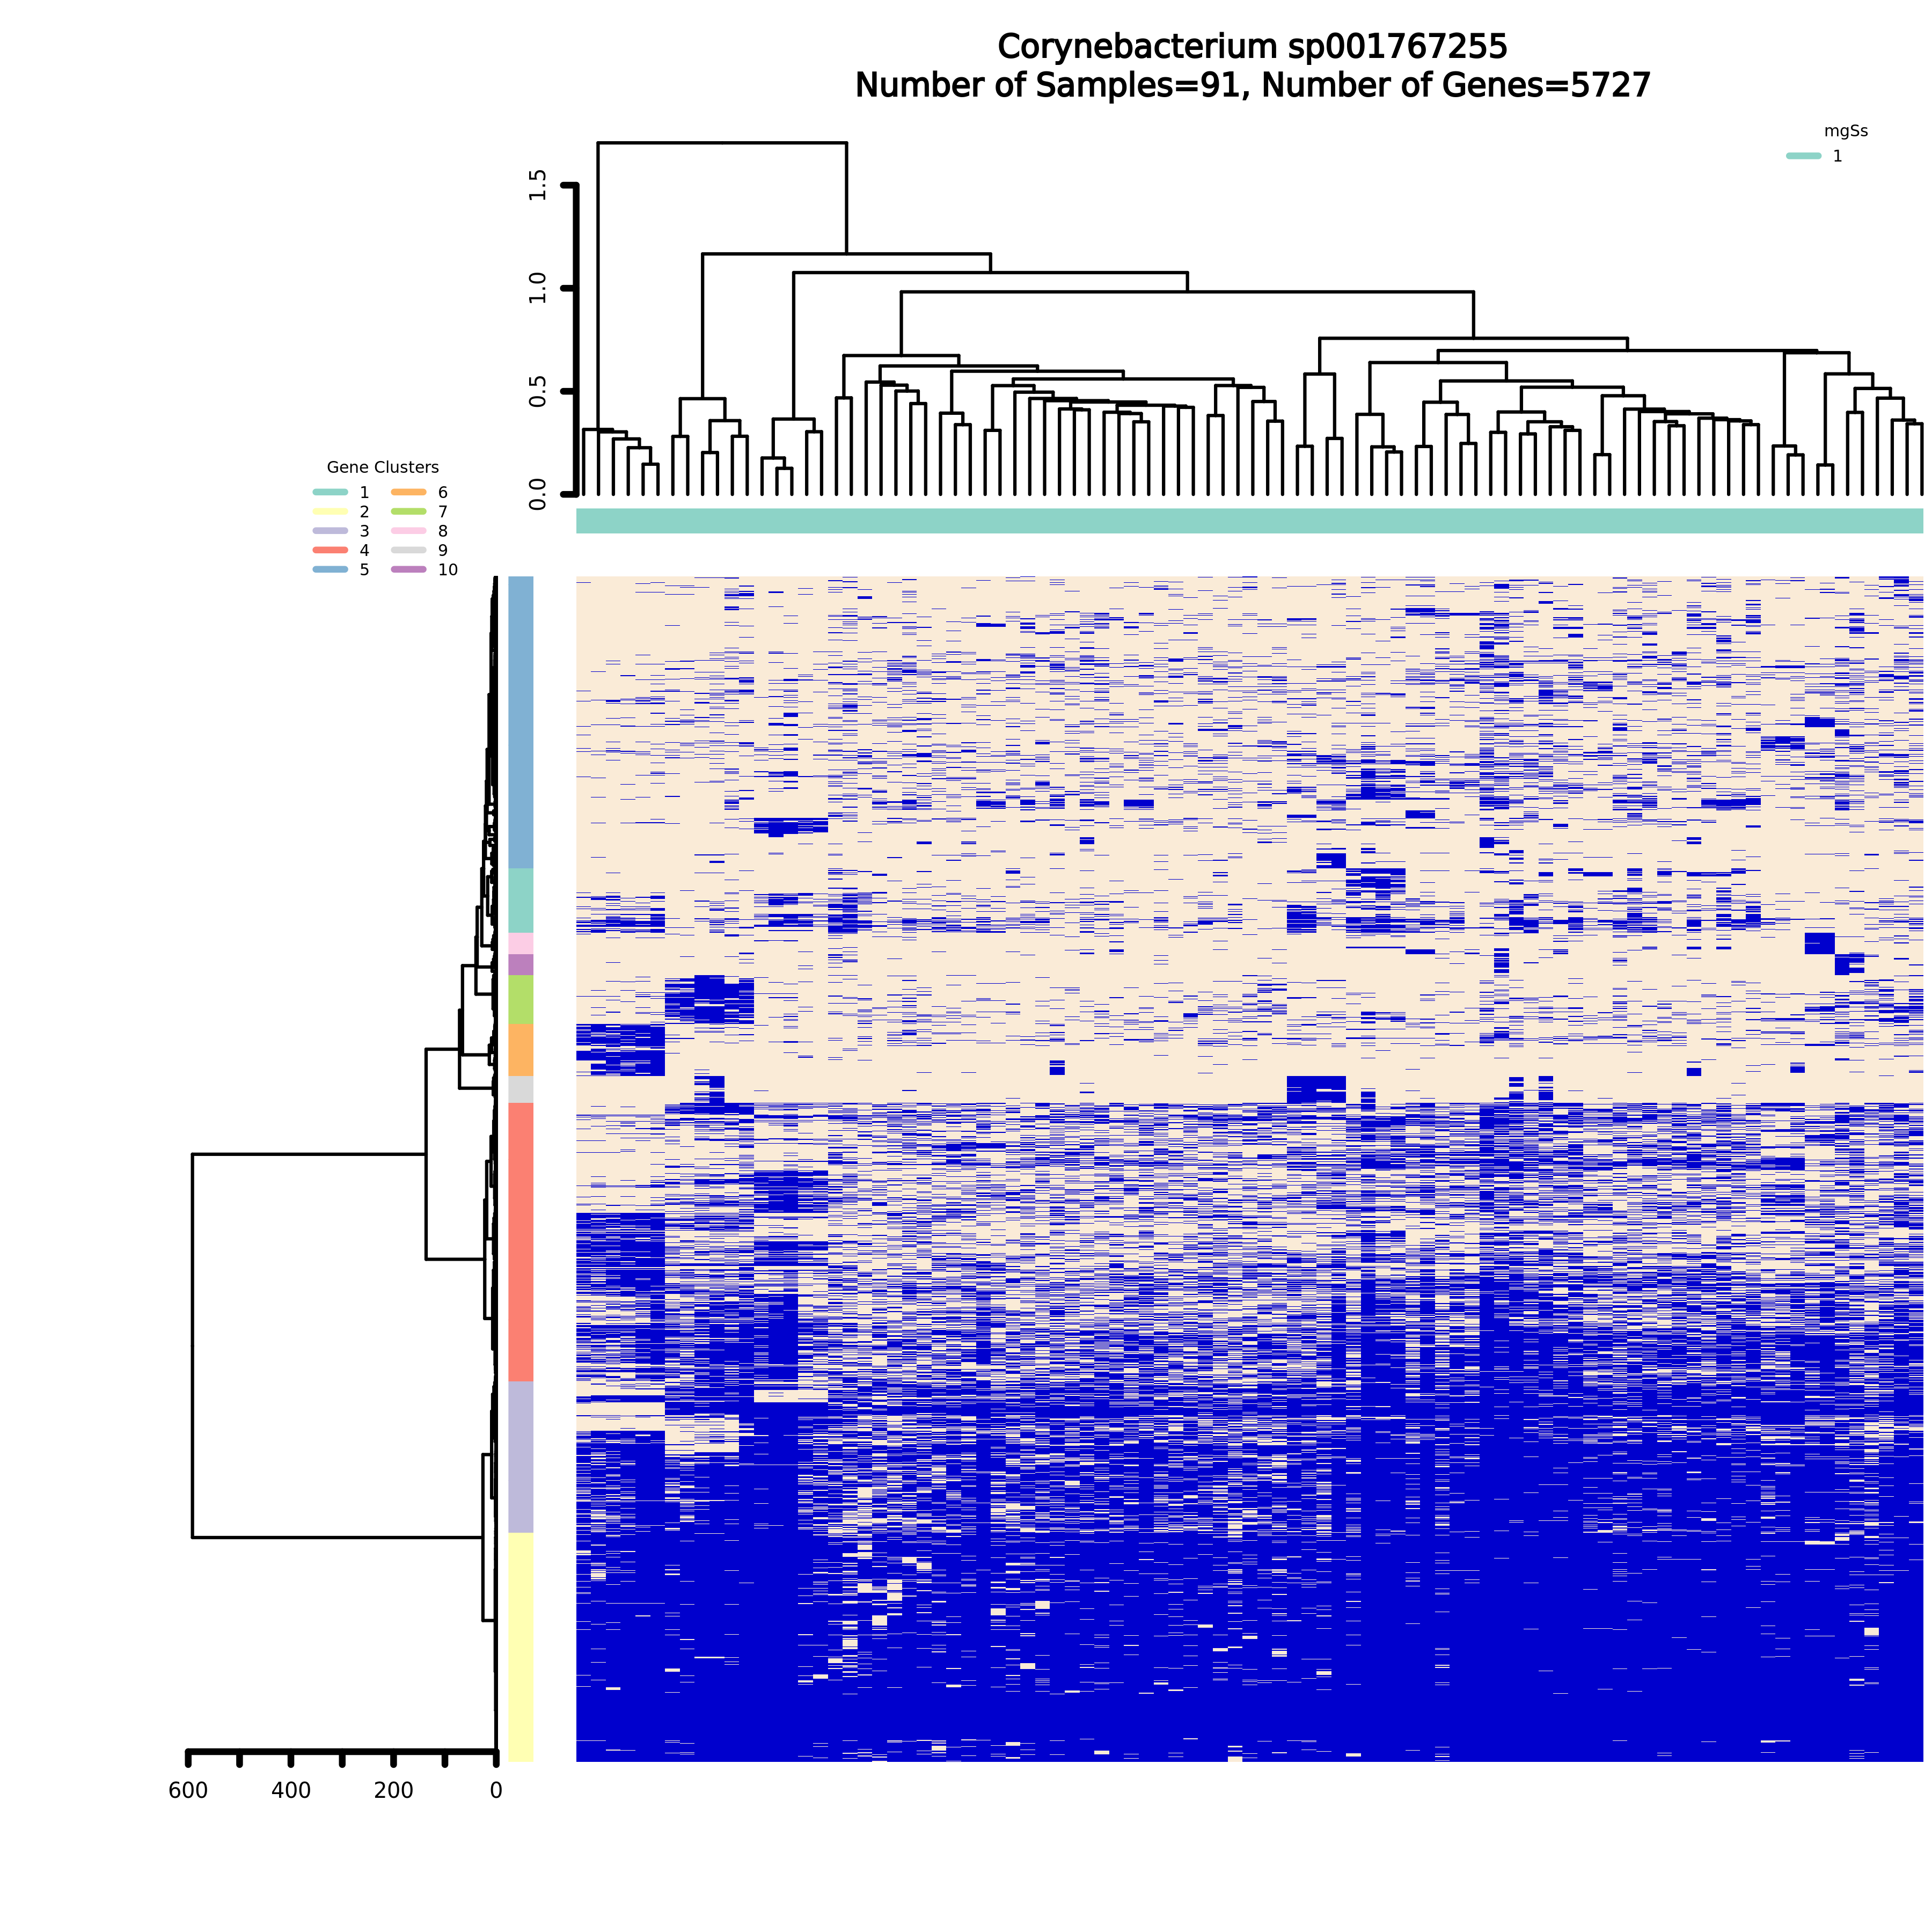 Corynebacterium sp001767255
Number of Samples=91, Number of Genes=5727
mgSs
1
1.5
1.0
0.5
0.0
Gene Clusters
1 6
2 7
3 8
4 9
5 10
600 400 200 0